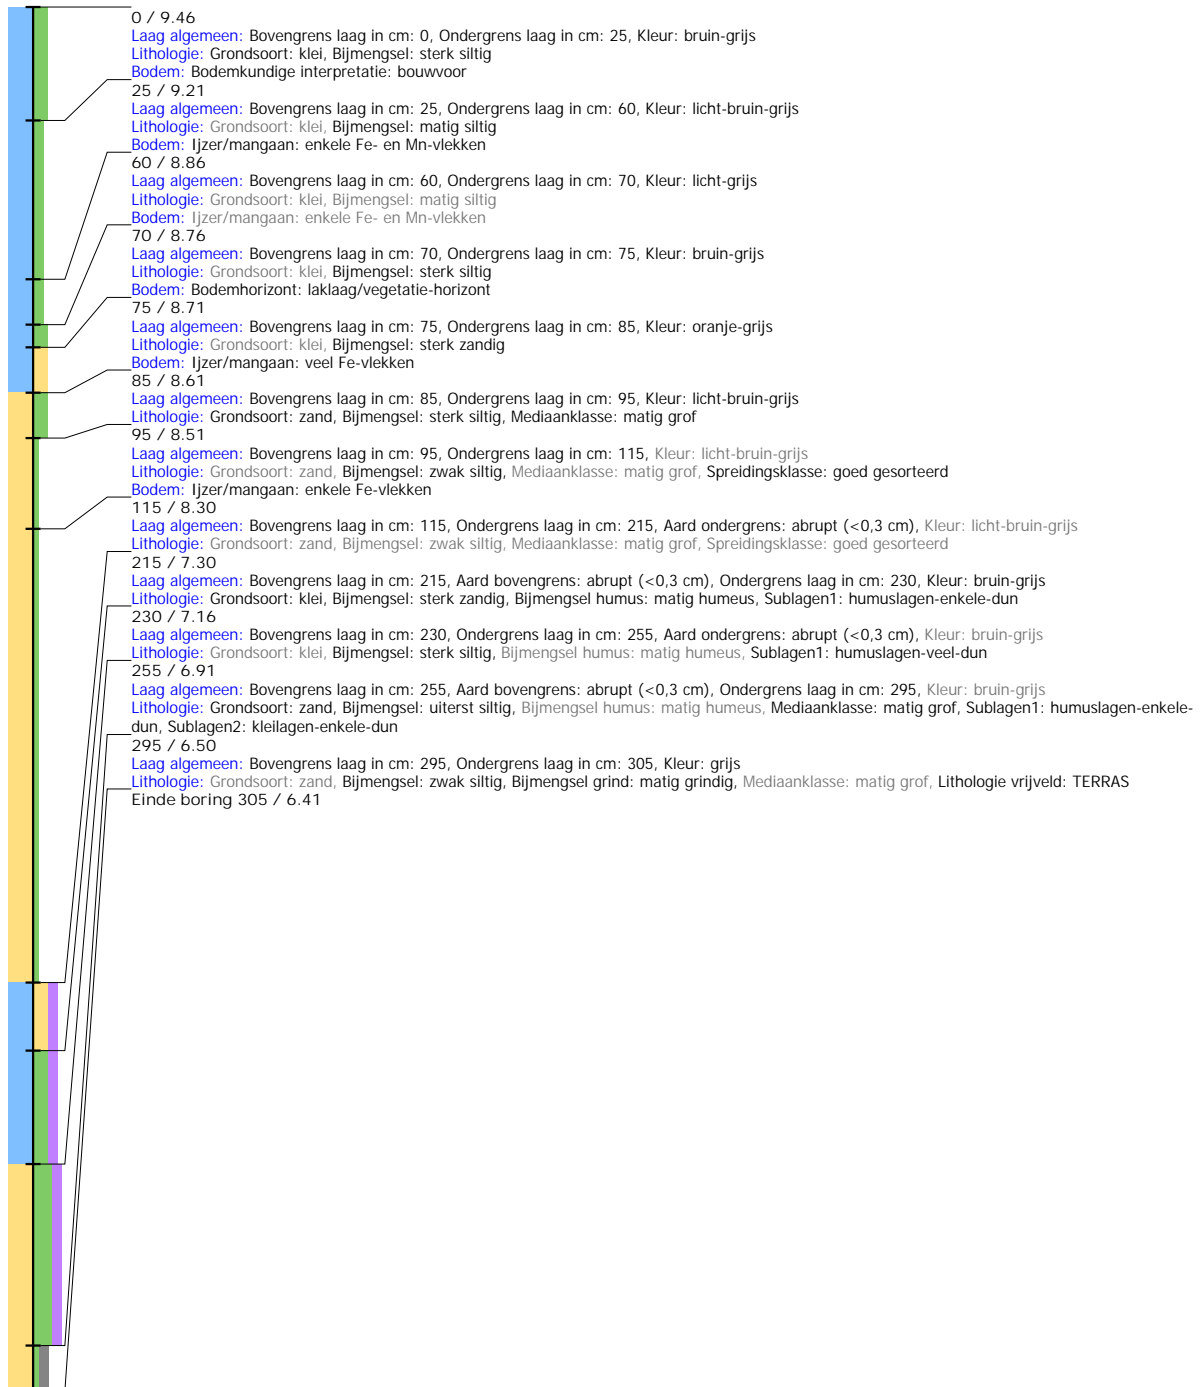 0 / 9.46
Laag algemeen: Bovengrens laag in cm: 0, Ondergrens laag in cm: 25, Kleur: bruin-grijs
Lithologie: Grondsoort: klei, Bijmengsel: sterk siltig
Bodem: Bodemkundige interpretatie: bouwvoor
25 / 9.21
Laag algemeen: Bovengrens laag in cm: 25, Ondergrens laag in cm: 60, Kleur: licht-bruin-grijs
Lithologie: Grondsoort: klei, Bijmengsel: matig siltig
Bodem: Ijzer/mangaan: enkele Fe- en Mn-vlekken
60 / 8.86
Laag algemeen: Bovengrens laag in cm: 60, Ondergrens laag in cm: 70, Kleur: licht-grijs
Lithologie: Grondsoort: klei, Bijmengsel: matig siltig
Bodem: Ijzer/mangaan: enkele Fe- en Mn-vlekken
70 / 8.76
Laag algemeen: Bovengrens laag in cm: 70, Ondergrens laag in cm: 75, Kleur: bruin-grijs
Lithologie: Grondsoort: klei, Bijmengsel: sterk siltig
Bodem: Bodemhorizont: laklaag/vegetatie-horizont
75 / 8.71
Laag algemeen: Bovengrens laag in cm: 75, Ondergrens laag in cm: 85, Kleur: oranje-grijs
Lithologie: Grondsoort: klei, Bijmengsel: sterk zandig
Bodem: Ijzer/mangaan: veel Fe-vlekken
85 / 8.61
Laag algemeen: Bovengrens laag in cm: 85, Ondergrens laag in cm: 95, Kleur: licht-bruin-grijs
Lithologie: Grondsoort: zand, Bijmengsel: sterk siltig, Mediaanklasse: matig grof
95 / 8.51
Laag algemeen: Bovengrens laag in cm: 95, Ondergrens laag in cm: 115, Kleur: licht-bruin-grijs
Lithologie: Grondsoort: zand, Bijmengsel: zwak siltig, Mediaanklasse: matig grof, Spreidingsklasse: goed gesorteerd
Bodem: Ijzer/mangaan: enkele Fe-vlekken
115 / 8.30
Laag algemeen: Bovengrens laag in cm: 115, Ondergrens laag in cm: 215, Aard ondergrens: abrupt (<0,3 cm), Kleur: licht-bruin-grijs
Lithologie: Grondsoort: zand, Bijmengsel: zwak siltig, Mediaanklasse: matig grof, Spreidingsklasse: goed gesorteerd
215 / 7.30
Laag algemeen: Bovengrens laag in cm: 215, Aard bovengrens: abrupt (<0,3 cm), Ondergrens laag in cm: 230, Kleur: bruin-grijs
Lithologie: Grondsoort: klei, Bijmengsel: sterk zandig, Bijmengsel humus: matig humeus, Sublagen1: humuslagen-enkele-dun
230 / 7.16
Laag algemeen: Bovengrens laag in cm: 230, Ondergrens laag in cm: 255, Aard ondergrens: abrupt (<0,3 cm), Kleur: bruin-grijs
Lithologie: Grondsoort: klei, Bijmengsel: sterk siltig, Bijmengsel humus: matig humeus, Sublagen1: humuslagen-veel-dun
255 / 6.91
Laag algemeen: Bovengrens laag in cm: 255, Aard bovengrens: abrupt (<0,3 cm), Ondergrens laag in cm: 295, Kleur: bruin-grijs
Lithologie: Grondsoort: zand, Bijmengsel: uiterst siltig, Bijmengsel humus: matig humeus, Mediaanklasse: matig grof, Sublagen1: humuslagen-enkele-
dun, Sublagen2: kleilagen-enkele-dun
295 / 6.50
Laag algemeen: Bovengrens laag in cm: 295, Ondergrens laag in cm: 305, Kleur: grijs
Lithologie: Grondsoort: zand, Bijmengsel: zwak siltig, Bijmengsel grind: matig grindig, Mediaanklasse: matig grof, Lithologie vrijveld: TERRAS
Einde boring 305 / 6.41